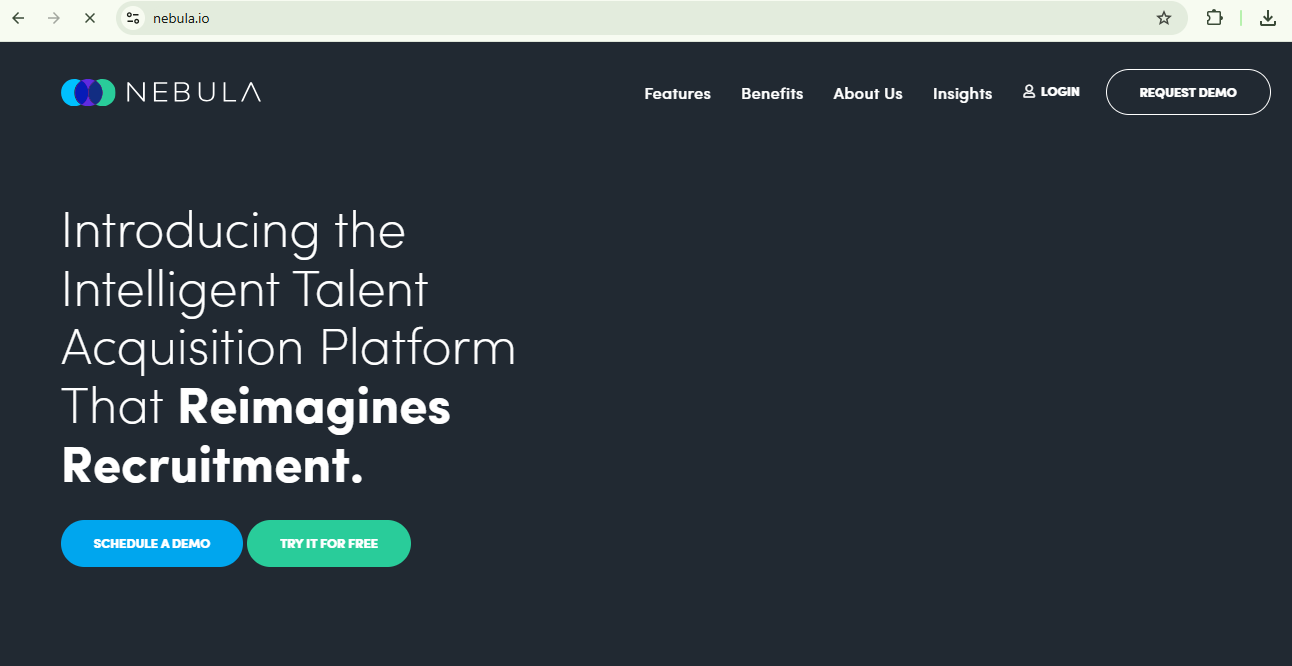 nebula.io
NEBULA
Features Benefits About Us Insights LOGIN REQUEST DEMO
Introducing the
Intelligent Talent
Acquisition Platform
That Reimagines
Recruitment.
SCHEDULE A DEMO TRY IT FOR FREE